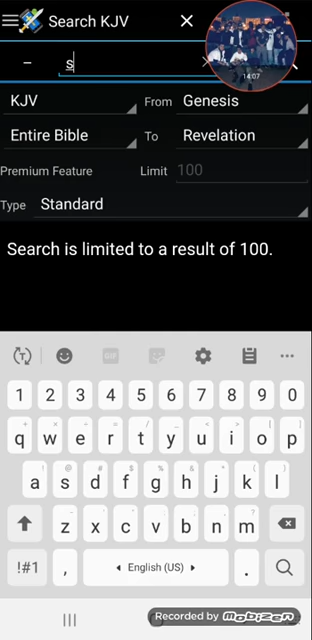 Search KJV
s
14:07
KJV From Genesis
Entire Bible To Revelation
Premium Feature Limit 100
Type Standard
Search is limited to a result of 100.
GIF
1 2 3 4 5 6 7 8 9 0
q w e r t y u i o p
a s d f g h j k l
z x c v b n m
!#1 , English (US) .
Recorded by mobizen